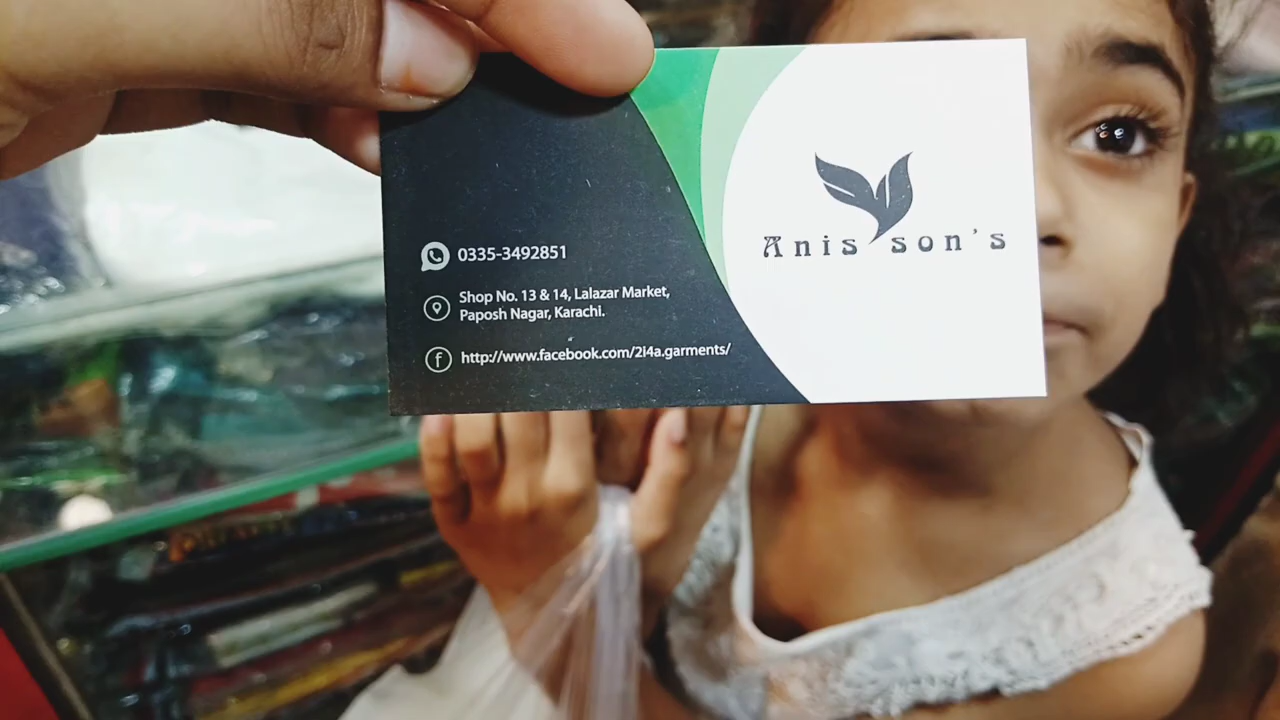 0335-3492851
Shop No. 13 & 14, Lalazar Market,
Paposh Nagar, Karachi.
http://www.facebook.com/2i4a.garments/
Anis son's